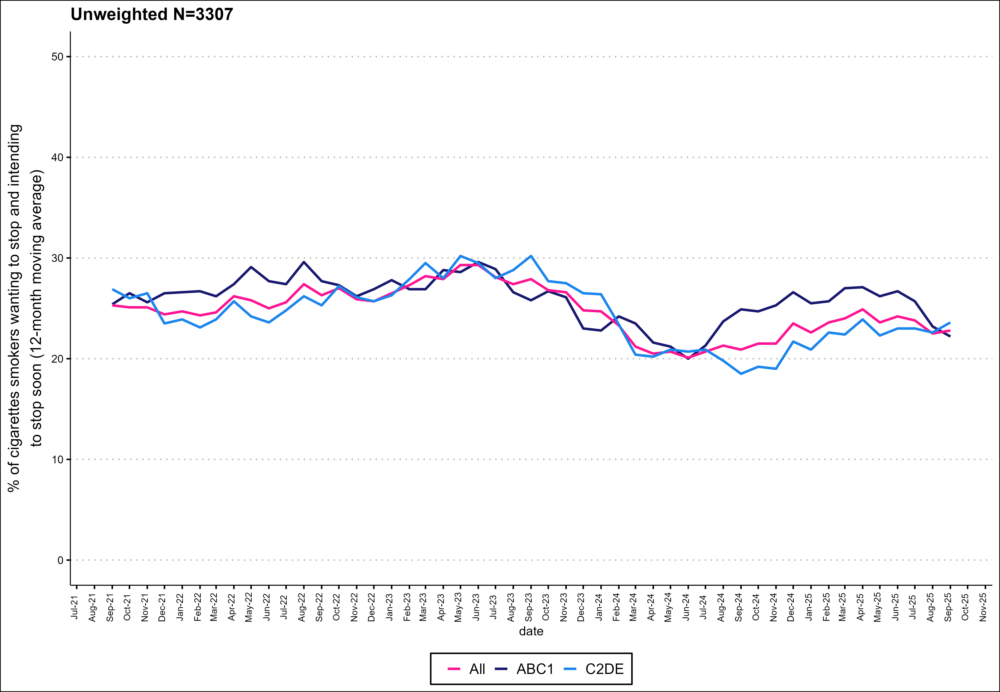 Unweighted N=3307
% of cigarettes smokers wanting to stop and intending
to stop soon (12-month moving average)
50
40
30
20
10
0
Jul-21
Aug-21
Sep-21
Oct-21
Nov-21
Dec-21
Jan-22
Feb-22
Mar-22
Apr-22
May-22
Jun-22
Jul-22
Aug-22
Sep-22
Oct-22
Nov-22
Dec-22
Jan-23
Feb-23
Mar-23
Apr-23
May-23
Jun-23
Jul-23
Aug-23
Sep-23
Oct-23
Nov-23
Dec-23
Jan-24
Feb-24
Mar-24
Apr-24
May-24
Jun-24
Jul-24
Aug-24
Sep-24
Oct-24
Nov-24
Dec-24
Jan-25
Feb-25
Mar-25
Apr-25
May-25
Jun-25
Jul-25
Aug-25
Sep-25
Oct-25
Nov-25
date
All ABC1 C2DE